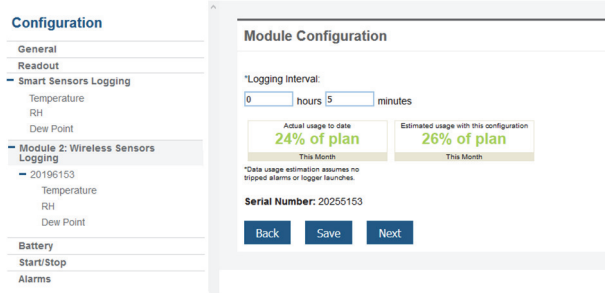 Configuration
General
Readout
Smart Sensors Logging
Temperature
RH
Dew Point
Module 2: Wireless Sensors
Logging
20196153
Temperature
RH
Dew Point
Battery
Start/Stop
Alarms
Module Configuration
*Logging Interval:
0 hours 5 minutes
Actual usage to date
24% of plan
This Month
Estimated usage with this configuration
26% of plan
This Month
*Data usage estimation assumes no
tripped alarms or logger launches.
Serial Number: 20255153
Back Save Next